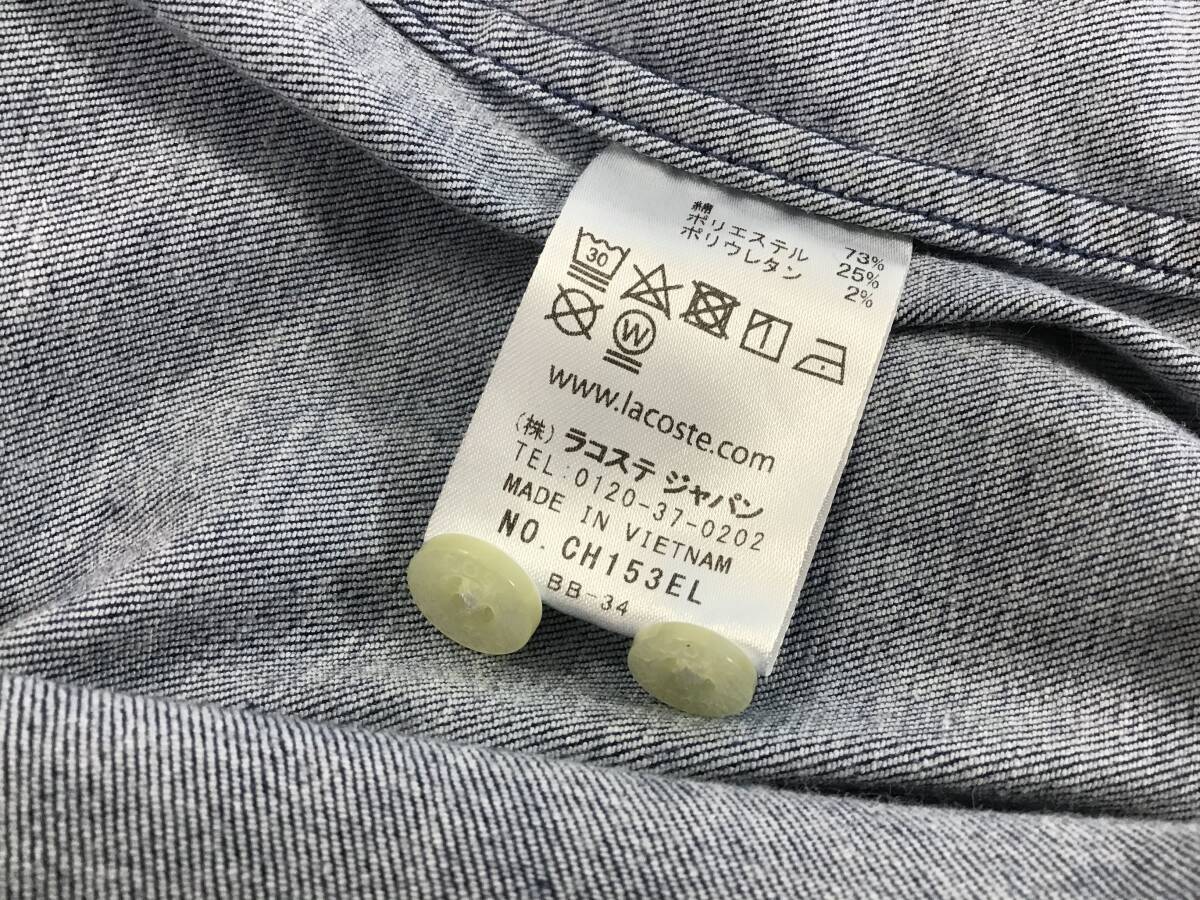 綿 73%
ポリエステル 25%
ポリウレタン 2%
30
W
www.lacoste.com
(株) ラコステ ジャパン
TEL:0120-37-0202
MADE IN VIETNAM
NO. CH153EL
BB-34